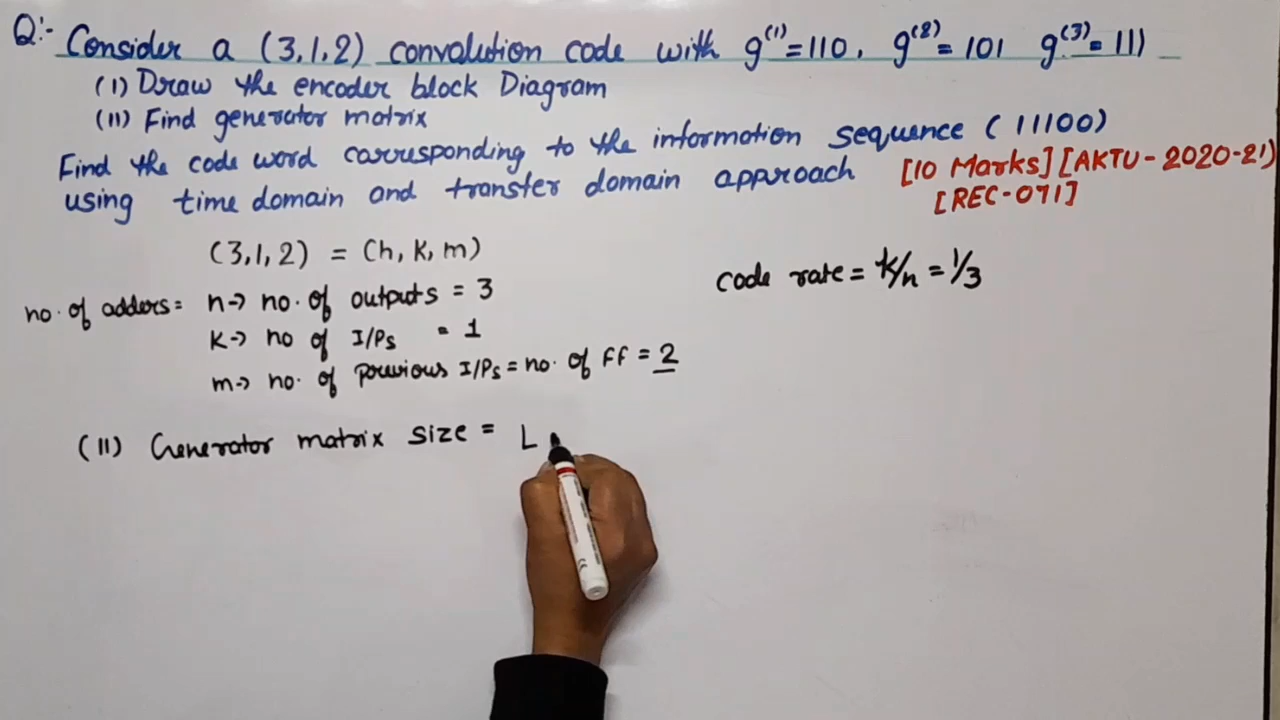 Q:- Consider a (3,1,2) convolution code with g⁽¹⁾=110, g⁽²⁾=101 g⁽³⁾=111
(I) Draw the encoder block Diagram
(II) Find generator matrix
Find the code word carrusponding to the information sequence (11100)
using time domain and transfer domain approach [10 Marks] [AKTU-2020-21)
[REC-071]
(3,1,2) = (n, K, m)
code rate = K/n = 1/3
no. of adders = n-> no. of outputs = 3
K-> no of I/Ps = 1
m-> no. of previous I/Ps = no. of FF = 2
(II) Generator matrix size = L